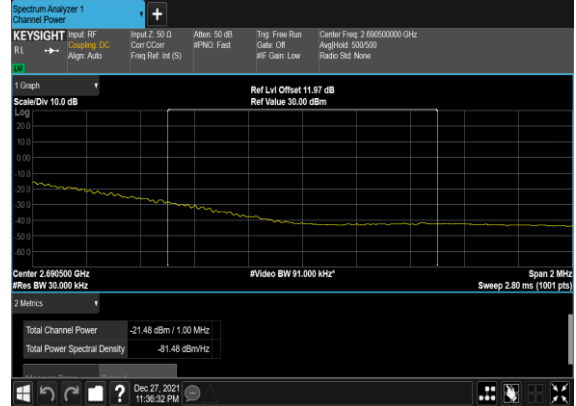 Spectrum Analyzer 1
Channel Power
+
KEYSIGHT Input: RF Input Z: 50 Ω Atten: 50 dB Trig: Free Run Center Freq: 2.690500000 GHz
RL Coupling: DC Corr CCorr #PNO: Fast Gate: Off Avg|Hold: 500/500
Align: Auto Freq Ref: Int (S) #IF Gain: Low Radio Std: None
1 Graph Ref Lvl Offset 11.97 dB
Scale/Div 10.0 dB Ref Value 30.00 dBm
Log
20.0
10.0
0.00
-10.0
-20.0
-30.0
-40.0
-50.0
-60.0
Center 2.690500 GHz #Video BW 91.000 kHz* Span 2 MHz
#Res BW 30.000 kHz Sweep 2.80 ms (1001 pts)
2 Metrics
Total Channel Power -21.48 dBm / 1.00 MHz
Total Power Spectral Density -81.48 dBm/Hz
? Dec 27, 2021
11:36:32 PM